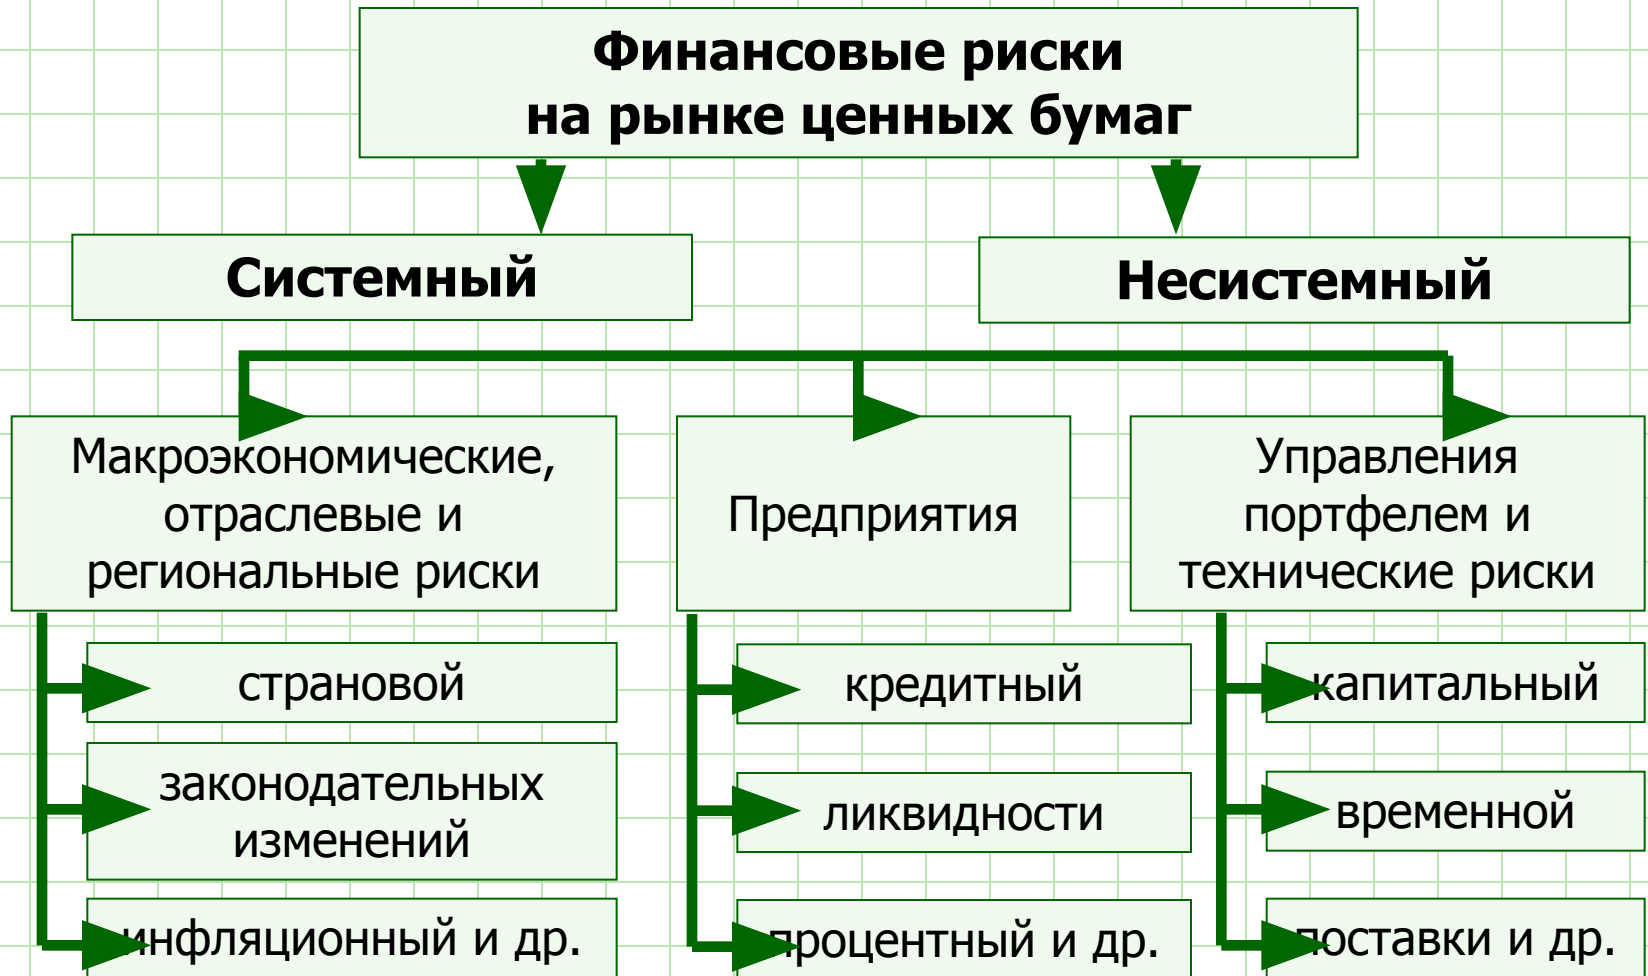 Финансовые риски
на рынке ценных бумаг
Системный
Несистемный
Макроэкономические,
отраслевые и
региональные риски
Предприятия
Управления
портфелем и
технические риски
страновой
законодательных
изменений
инфляционный и др.
кредитный
ликвидности
процентный и др.
капитальный
временной
поставки и др.